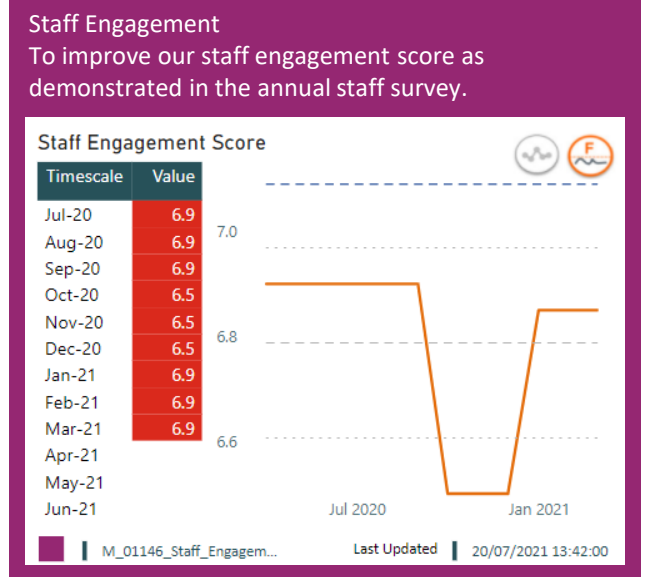 Staff Engagement
To improve our staff engagement score as
demonstrated in the annual staff survey.
Staff Engagement Score
F
Timescale Value
Jul-20 6.9
Aug-20 6.9
Sep-20 6.9
Oct-20 6.5
Nov-20 6.5
Dec-20 6.5
Jan-21 6.9
Feb-21 6.9
Mar-21 6.9
Apr-21
May-21
Jun-21
7.0
6.8
6.6
Jul 2020 Jan 2021
M_01146_Staff_Engagem... Last Updated 20/07/2021 13:42:00